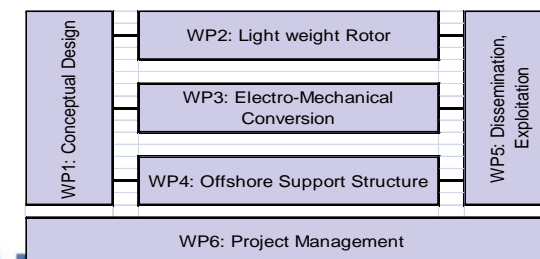 WP1: Conceptual Design
WP2: Light weight Rotor
WP3: Electro-Mechanical
Conversion
WP4: Offshore Support Structure
WP5: Dissemination,
Exploitation
WP6: Project Management